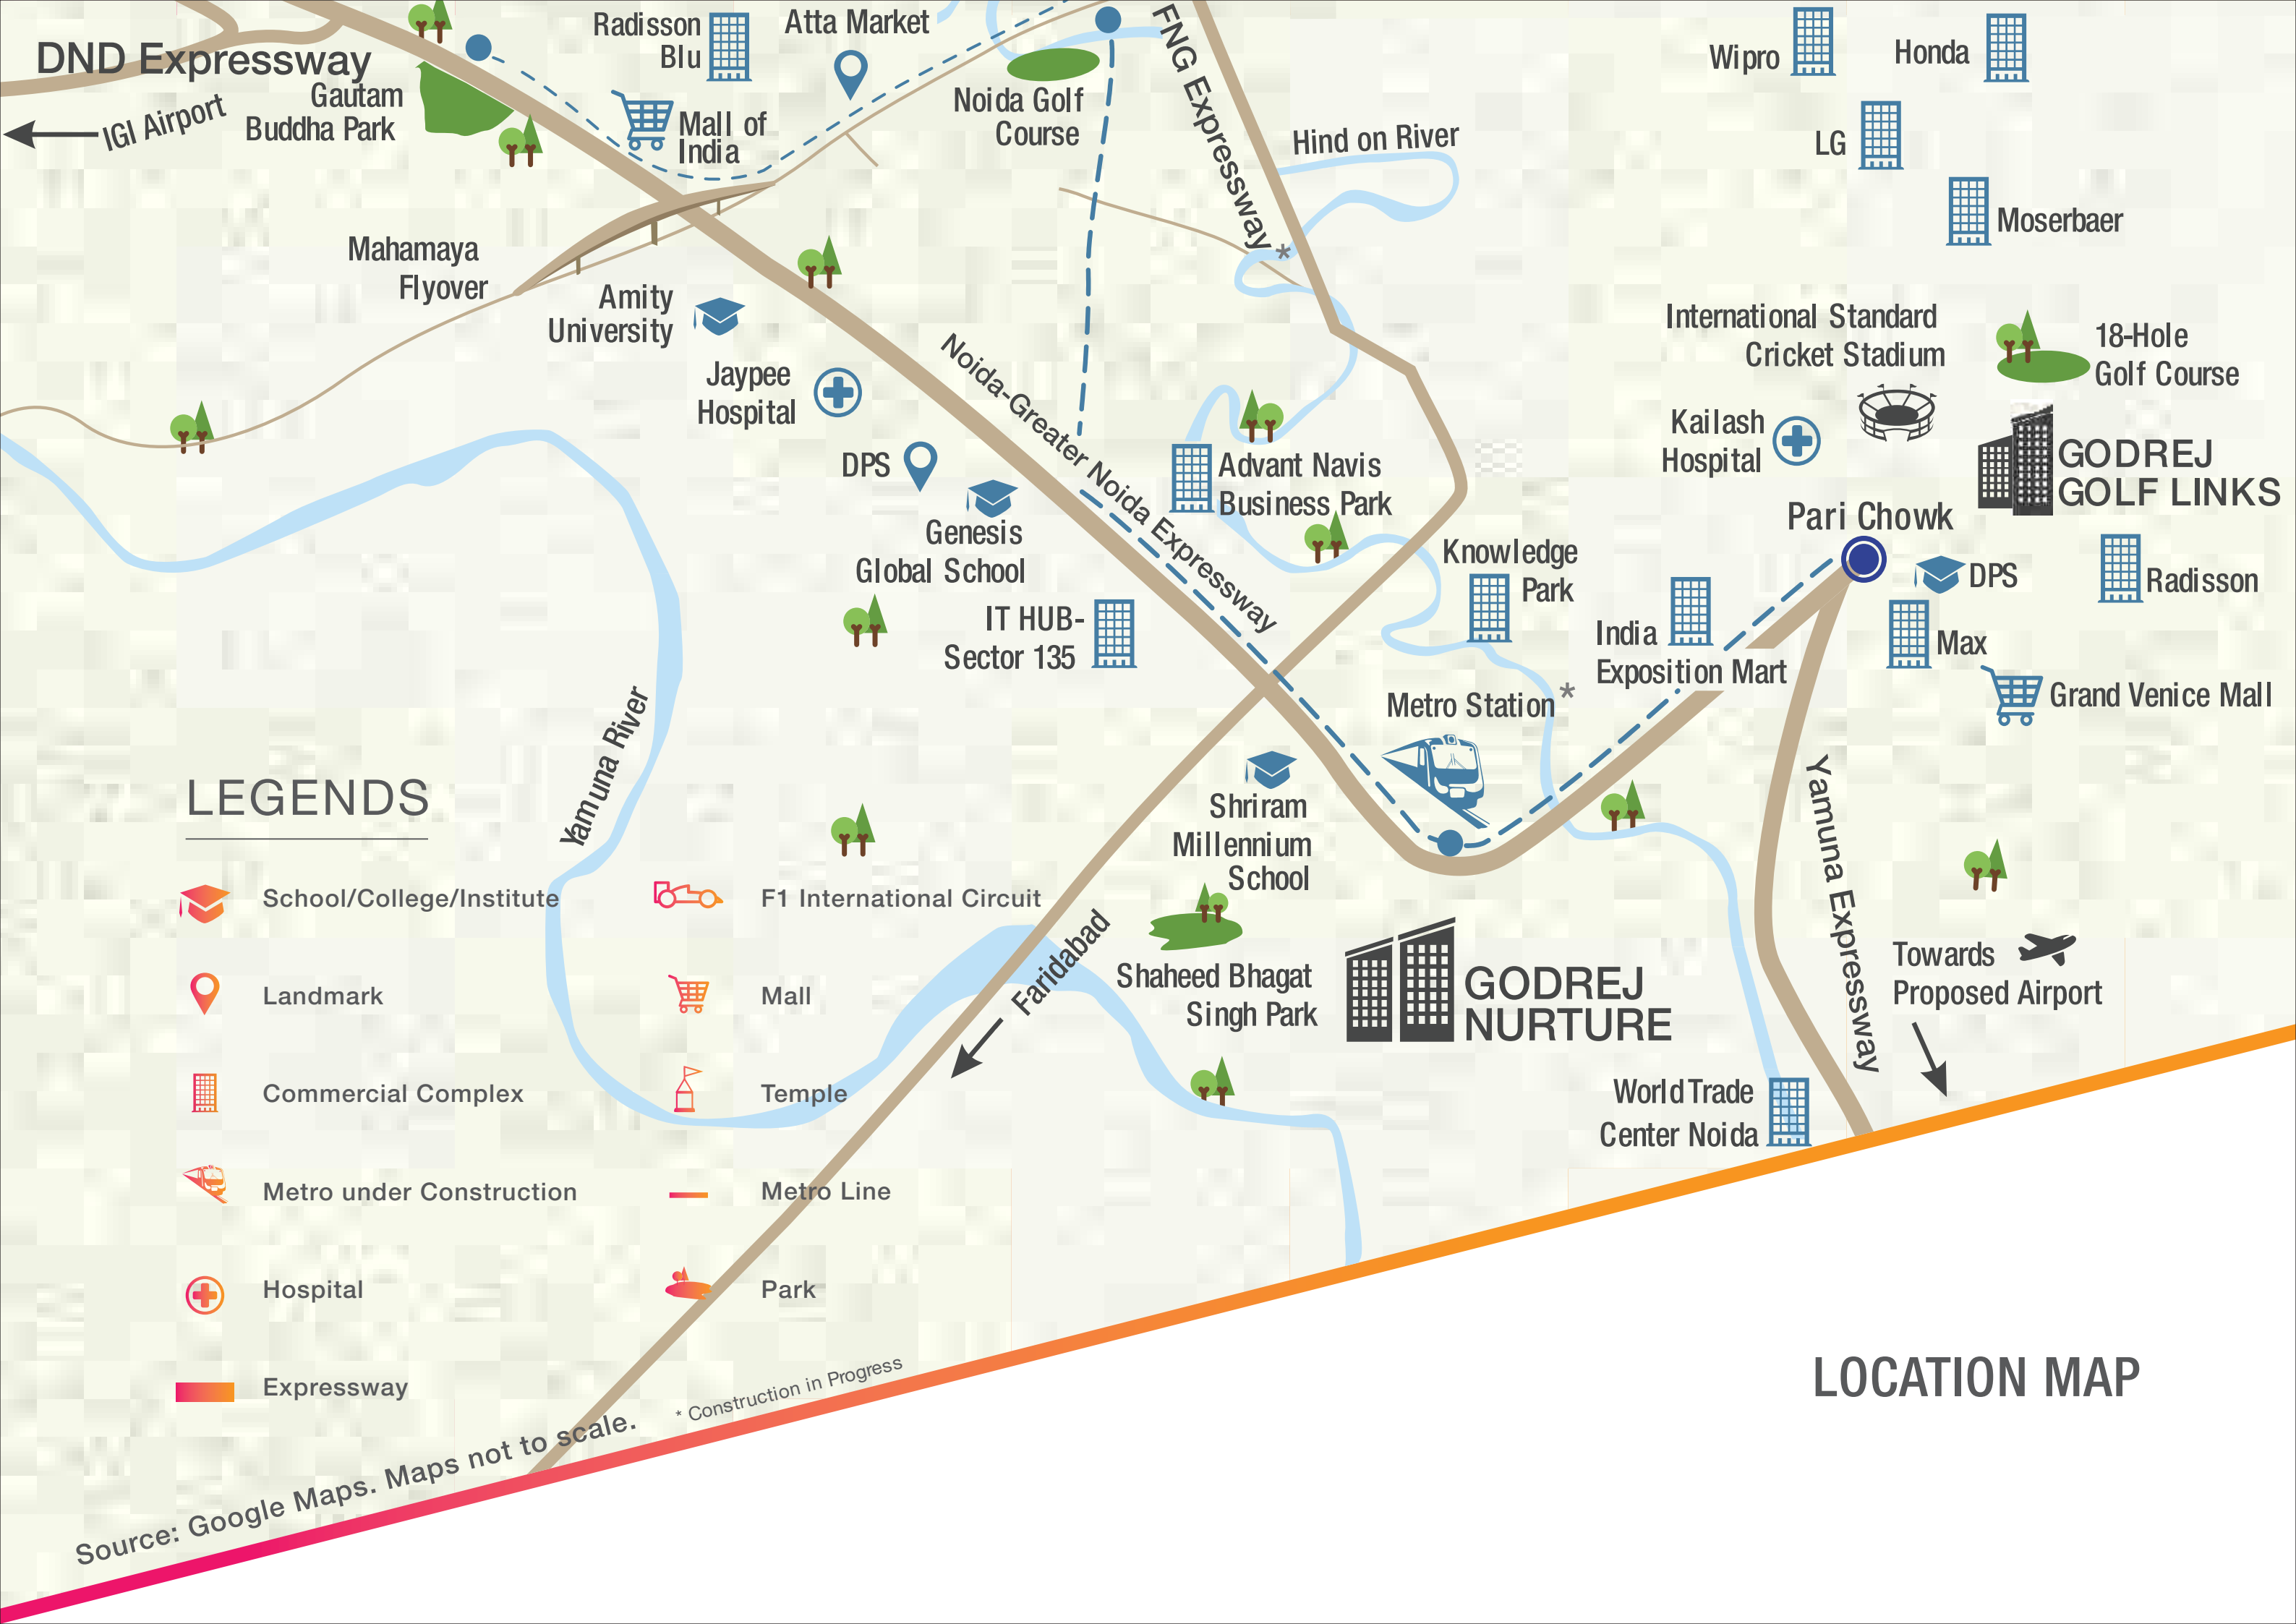 DND Expressway
IGI Airport
Gautam
Buddha Park
Radisson
Blu
Atta Market
Mall of
India
Noida Golf
Course
FNG Expressway
*
Hind on River
Wipro
Honda
LG
Moserbaer
Mahamaya
Flyover
Amity
University
Jaypee
Hospital
Noida-Greater Noida Expressway
DPS
Genesis
Global School
IT HUB-
Sector 135
Advant Navis
Business Park
Knowledge
Park
International Standard
Cricket Stadium
18-Hole
Golf Course
Kailash
Hospital
GODREJ
GOLF LINKS
Pari Chowk
DPS
Radisson
Max
Grand Venice Mall
India
Exposition Mart
Metro Station*
Yamuna River
Shriram
Millennium
School
Faridabad
Shaheed Bhagat
Singh Park
GODREJ
NURTURE
Yamuna Expressway
Towards
Proposed Airport
World Trade
Center Noida
LEGENDS
School/College/Institute
F1 International Circuit
Landmark
Mall
Commercial Complex
Temple
Metro under Construction
Metro Line
Hospital
Park
Expressway
Source: Google Maps. Maps not to scale.
* Construction in Progress
LOCATION MAP